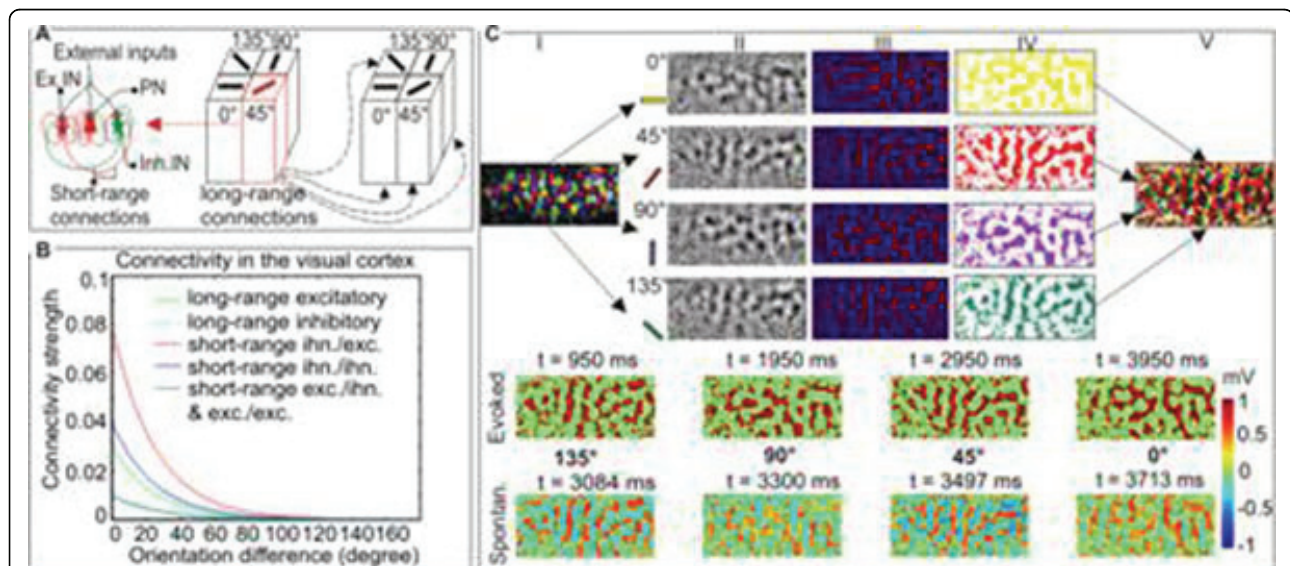 A
External inputs
Ex.IN
PN
Inh.IN
Short-range
connections
135°90°
0° 45°
long-range
connections
135°90°
0° 45°
B
Connectivity in the visual cortex
Connectivity strength
0.1
0.08
0.06
0.04
0.02
0
long-range excitatory
long-range inhibitory
short-range ihn./exc.
short-range ihn./ihn.
short-range exc./ihn.
& exc./exc.
0 20 40 60 80 100120 140 160
Orientation difference (degree)
C
I II III IV V
0°
45°
90°
135°
Evoked
t = 950 ms t = 1950 ms t = 2950 ms t = 3950 ms
135° 90° 45° 0°
Spontan.
t = 3084 ms t = 3300 ms t = 3497 ms t = 3713 ms
mV
1
0.5
0
-0.5
-1